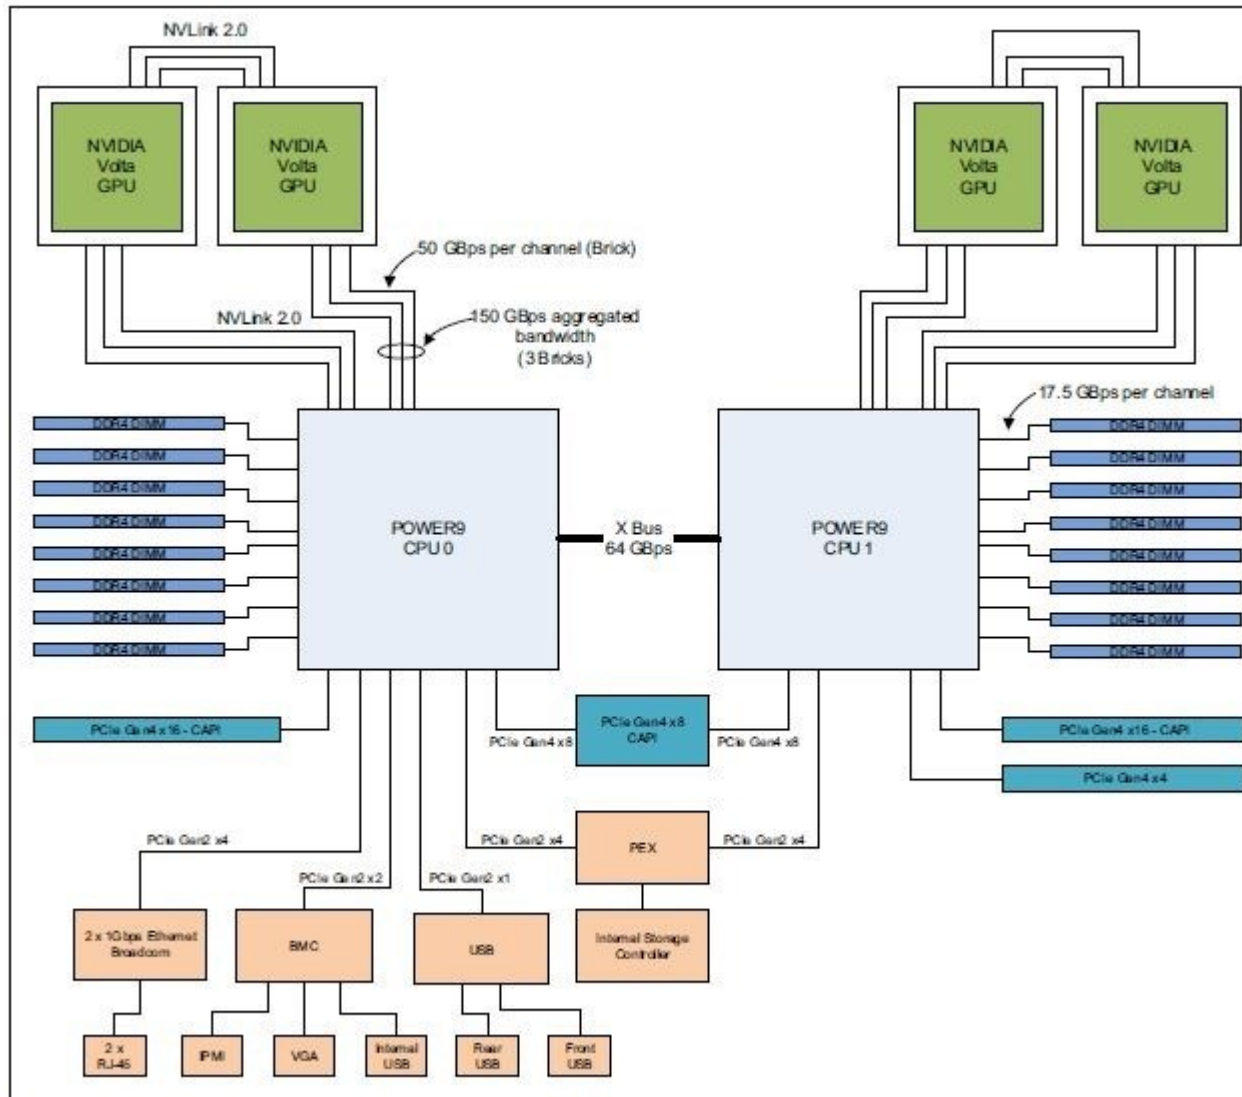 NVLink 2.0
NVIDIA
Volta
GPU
NVIDIA
Volta
GPU
NVIDIA
Volta
GPU
NVIDIA
Volta
GPU
50 GBps per channel (Brick)
NVLink 2.0
150 GBps aggregated
bandwidth
(3 Bricks)
17.5 GBps per channel
DDR4 DIMM
DDR4 DIMM
DDR4 DIMM
DDR4 DIMM
DDR4 DIMM
DDR4 DIMM
DDR4 DIMM
DDR4 DIMM
POWER9
CPU 0
X Bus
64 GBps
POWER9
CPU 1
DDR4 DIMM
DDR4 DIMM
DDR4 DIMM
DDR4 DIMM
DDR4 DIMM
DDR4 DIMM
DDR4 DIMM
DDR4 DIMM
PCIe Gen4 x16 - CAPI
PCIe Gen4 x8
PCIe Gen4 x8
CAPI
PCIe Gen4 x8
PCIe Gen4 x16 - CAPI
PCIe Gen4 x4
PCIe Gen2 x4
PCIe Gen2 x2
PCIe Gen2 x1
PCIe Gen2 x4
PEX
PCIe Gen2 x4
2 x 1Gbps Ethernet
Broadcom
BMC
USB
Internal Storage
Controller
2 x
RJ-45
IPMI
VGA
Internal
USB
Rear
USB
Front
USB